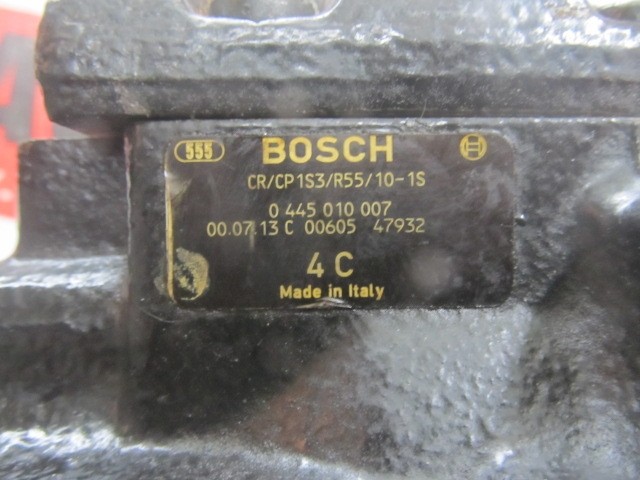 555 BOSCH
CR/CP1S3/R55/10-1S
0 445 010 007
00.07.13 C 00605 47932
4 C
Made in Italy